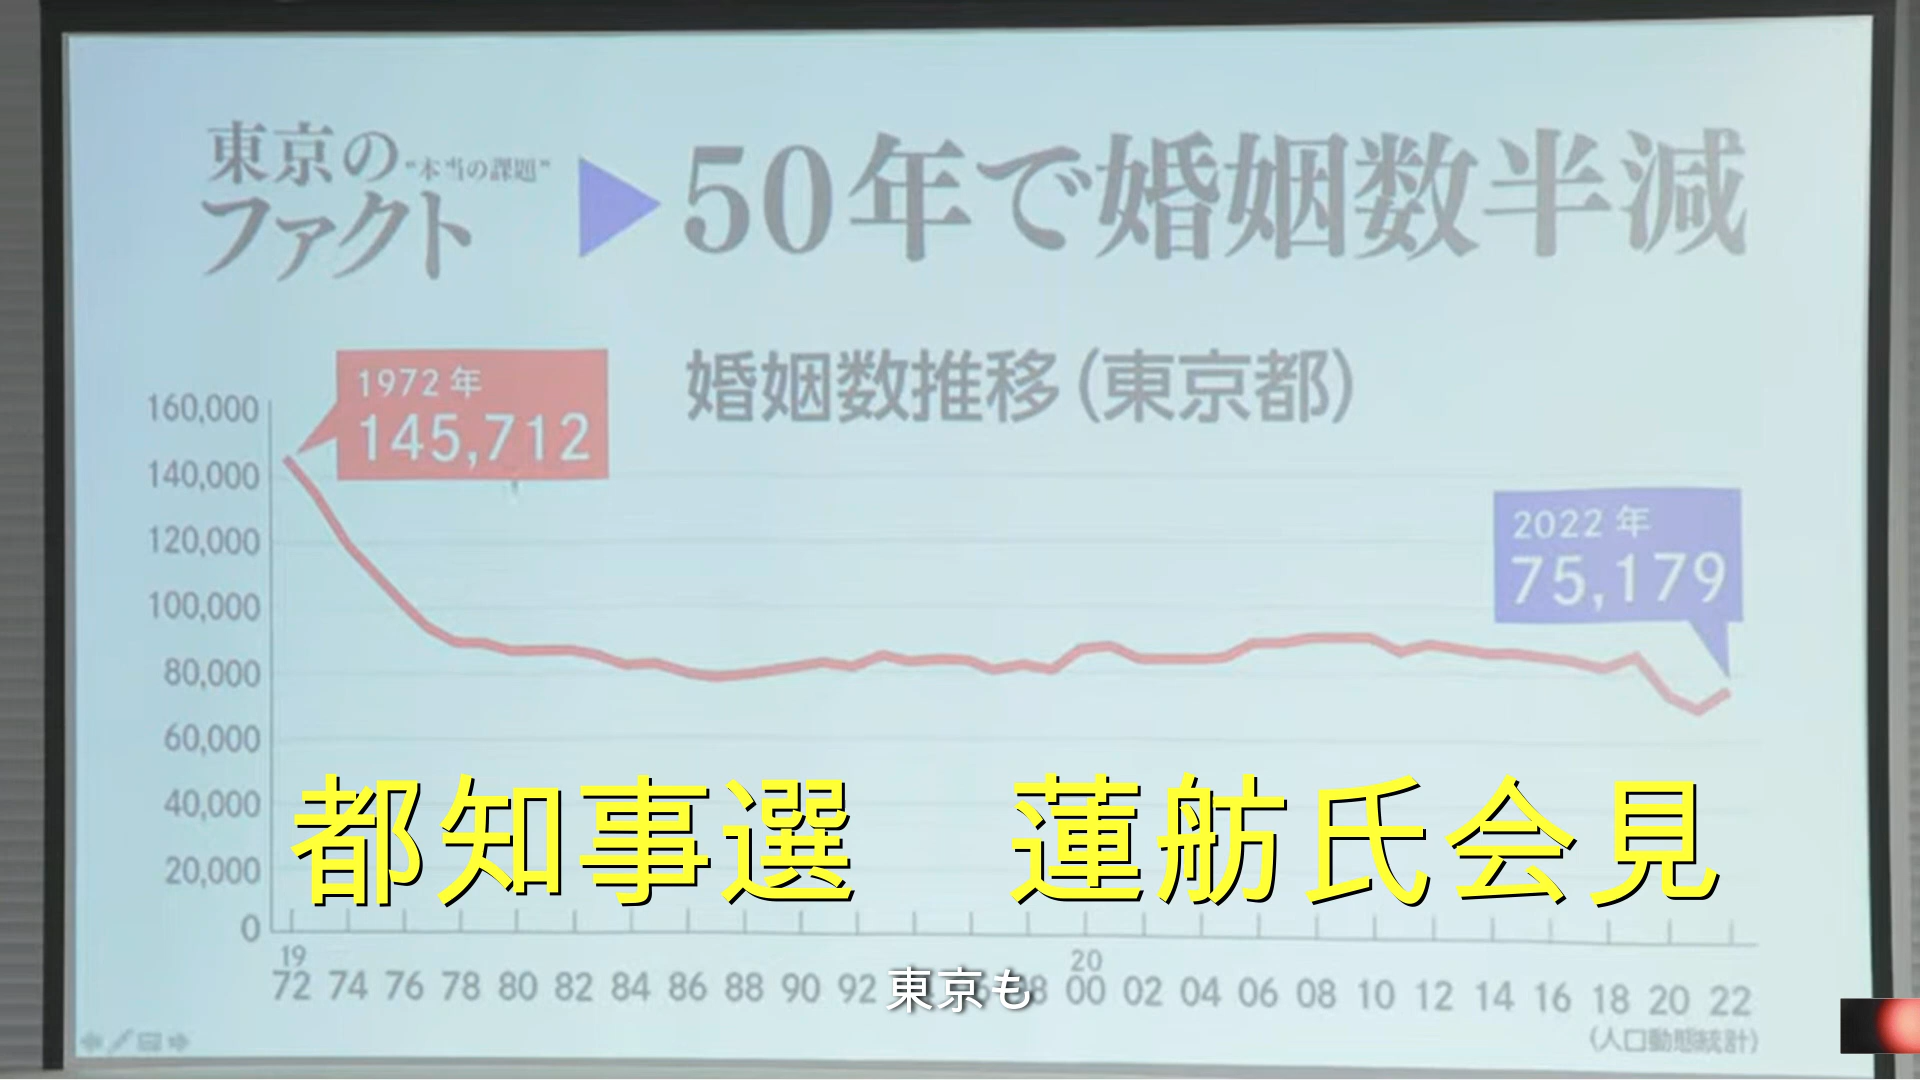 東京の"本当の課題"
ファクト
50年で婚姻数半減
婚姻数推移(東京都)
1972年
145,712
2022年
75,179
160,000
140,000
120,000
100,000
80,000
60,000
40,000
20,000
0
都知事選 蓮舫氏会見
19 20
72 74 76 78 80 82 84 86 88 90 92 8 00 02 04 06 08 10 12 14 16 18 20 22
東京も
(人口動態統計)